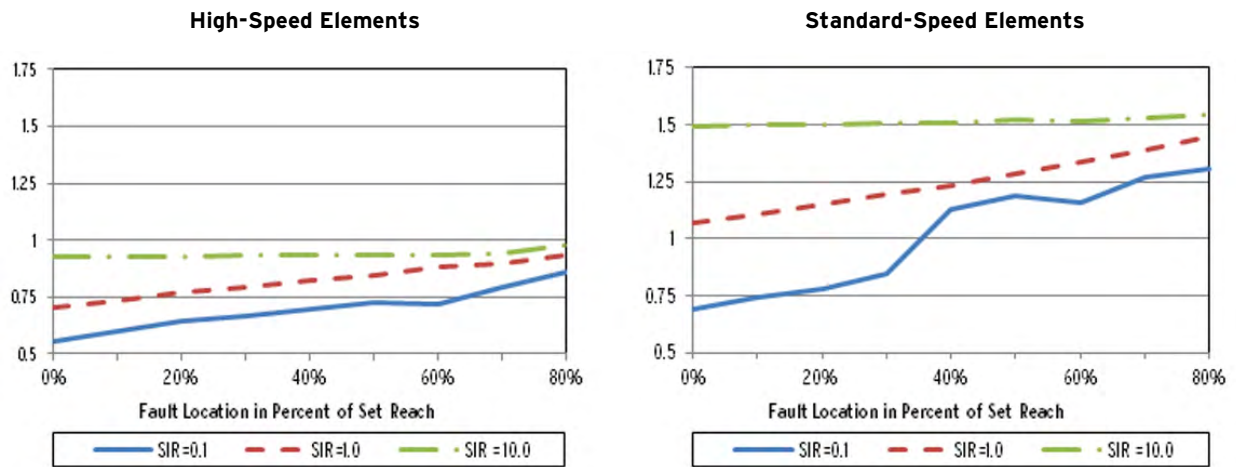 High-Speed Elements
1.75
1.5
1.25
1
0.75
0.5
0% 20% 40% 60% 80%
Fault Location in Percent of Set Reach
SIR=0.1 SIR=1.0 SIR=10.0
Standard-Speed Elements
1.75
1.5
1.25
1
0.75
0.5
0% 20% 40% 60% 80%
Fault Location in Percent of Set Reach
SIR=0.1 SIR=1.0 SIR =10.0